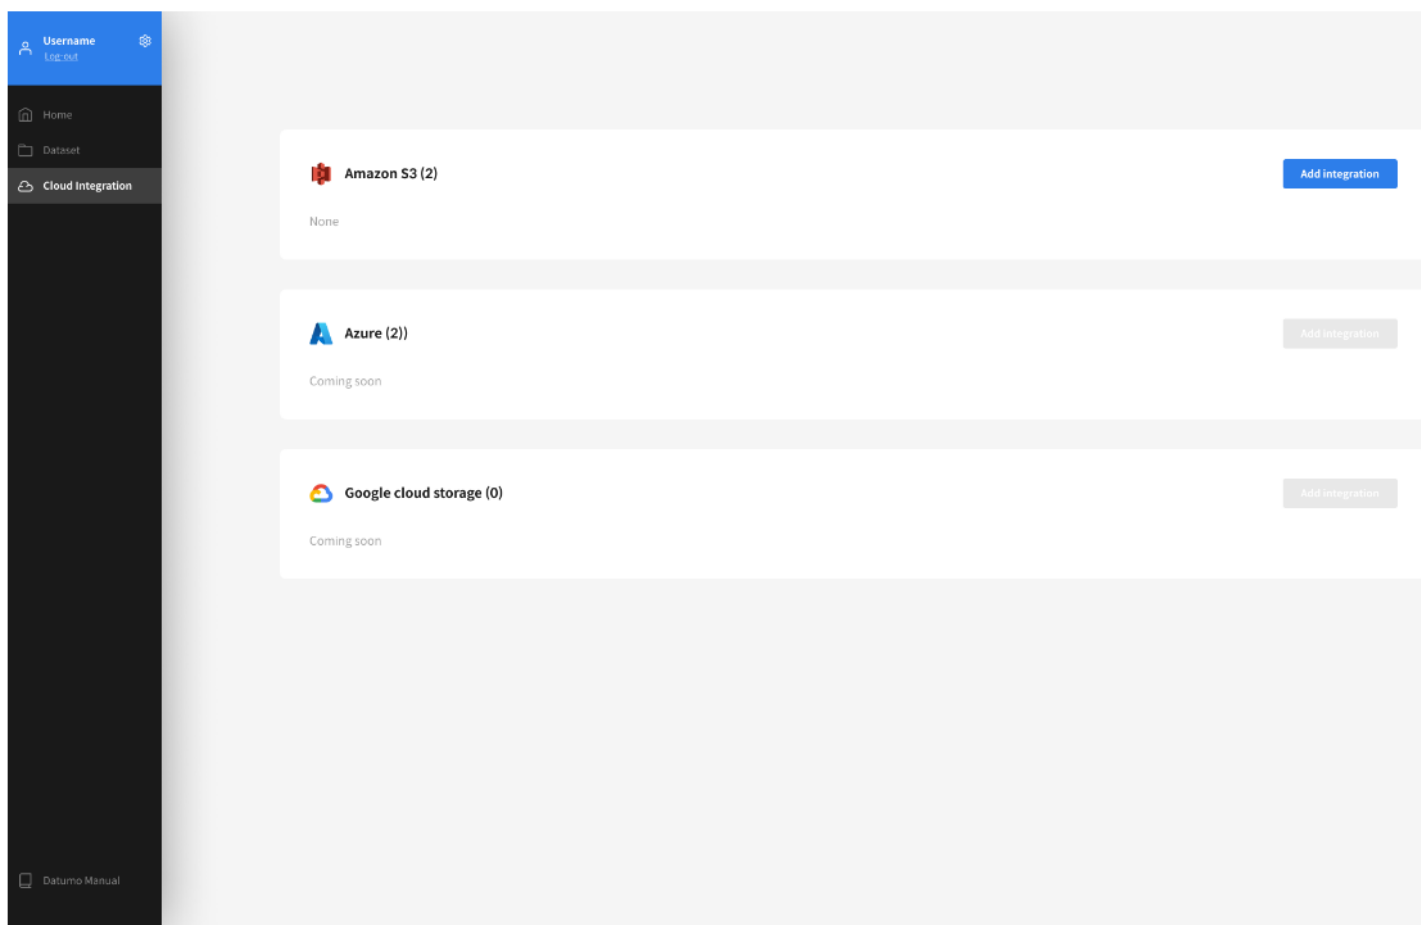 Username
Log-out
Home
Dataset
Cloud Integration
Datumo Manual
Amazon S3 (2)
Add integration
None
Azure (2))
Add integration
Coming soon
Google cloud storage (0)
Add integration
Coming soon